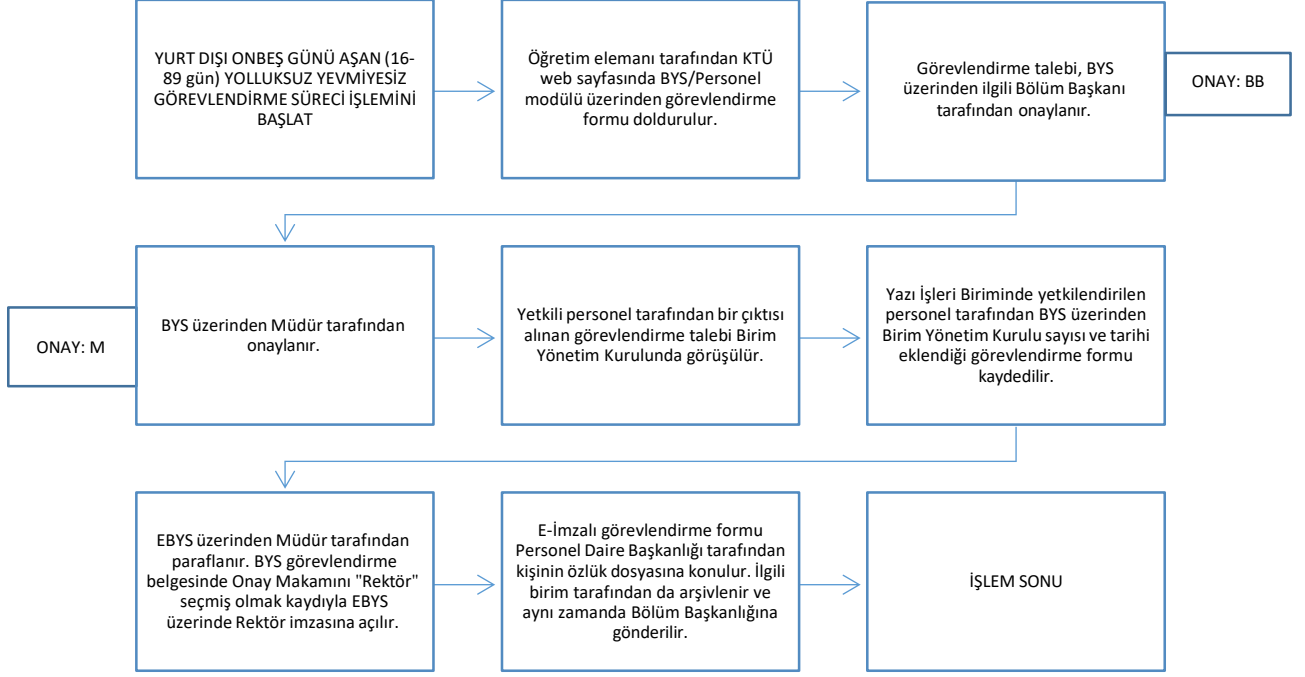 YURT DIŞI ONBEŞ GÜNÜ AŞAN (16-
89 gün) YOLLUKSUZ YEVMİYESİZ
GÖREVLENDİRME SÜRECİ İŞLEMİNİ
BAŞLAT
Öğretim elemanı tarafından KTÜ
web sayfasında BYS/Personel
modülü üzerinden görevlendirme
formu doldurulur.
Görevlendirme talebi, BYS
üzerinden ilgili Bölüm Başkanı
tarafından onaylanır.
ONAY: BB
ONAY: M
BYS üzerinden Müdür tarafından
onaylanır.
Yetkili personel tarafından bir çıktısı
alınan görevlendirme talebi Birim
Yönetim Kurulunda görüşülür.
Yazı İşleri Biriminde yetkilendirilen
personel tarafından BYS üzerinden
Birim Yönetim Kurulu sayısı ve tarihi
eklendiği görevlendirme formu
kaydedilir.
EBYS üzerinden Müdür tarafından
paraflanır. BYS görevlendirme
belgesinde Onay Makamını "Rektör"
seçmiş olmak kaydıyla EBYS
üzerinde Rektör imzasına açılır.
E-İmzalı görevlendirme formu
Personel Daire Başkanlığı tarafından
kişinin özlük dosyasına konulur. İlgili
birim tarafından da arşivlenir ve
aynı zamanda Bölüm Başkanlığına
gönderilir.
İŞLEM SONU